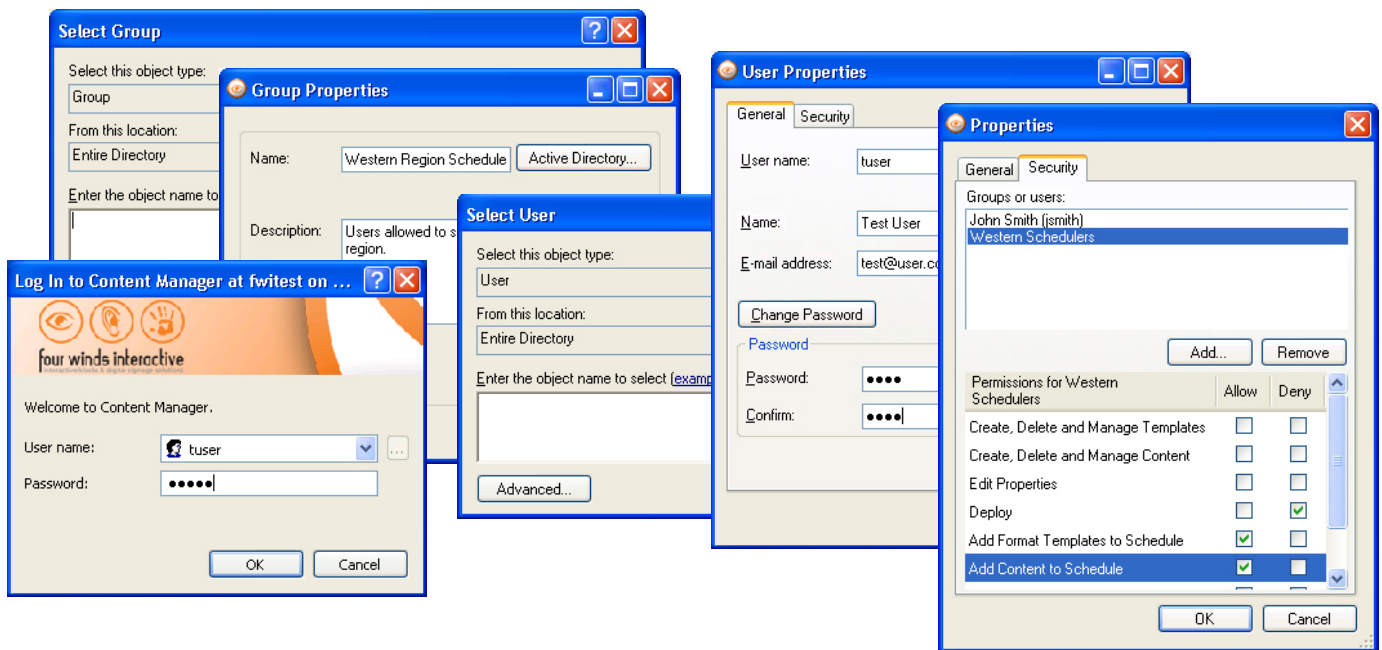 Select Group
Select this object type:
Group
From this location:
Entire Directory
Enter the object name to
Group Properties
Name:
Western Region Schedule
Active Directory...
Description:
Users allowed to s
region.
Log In to Content Manager at fwitest on ...
four winds interactive
Welcome to Content Manager.
User name:
tuser
...
Password:
OK
Cancel
Select User
Select this object type:
User
From this location:
Entire Directory
Enter the object name to select (examp
Advanced...
User Properties
General
Security
User name:
tuser
Name:
Test User
E-mail address:
test@user.co
Change Password
Password
Password:
Confirm:
Properties
General
Security
Groups or users:
John Smith (jsmith)
Western Schedulers
Add...
Remove
Permissions for Western
Schedulers
Allow
Deny
Create, Delete and Manage Templates
Create, Delete and Manage Content
Edit Properties
Deploy
Add Format Templates to Schedule
Add Content to Schedule
OK
Cancel